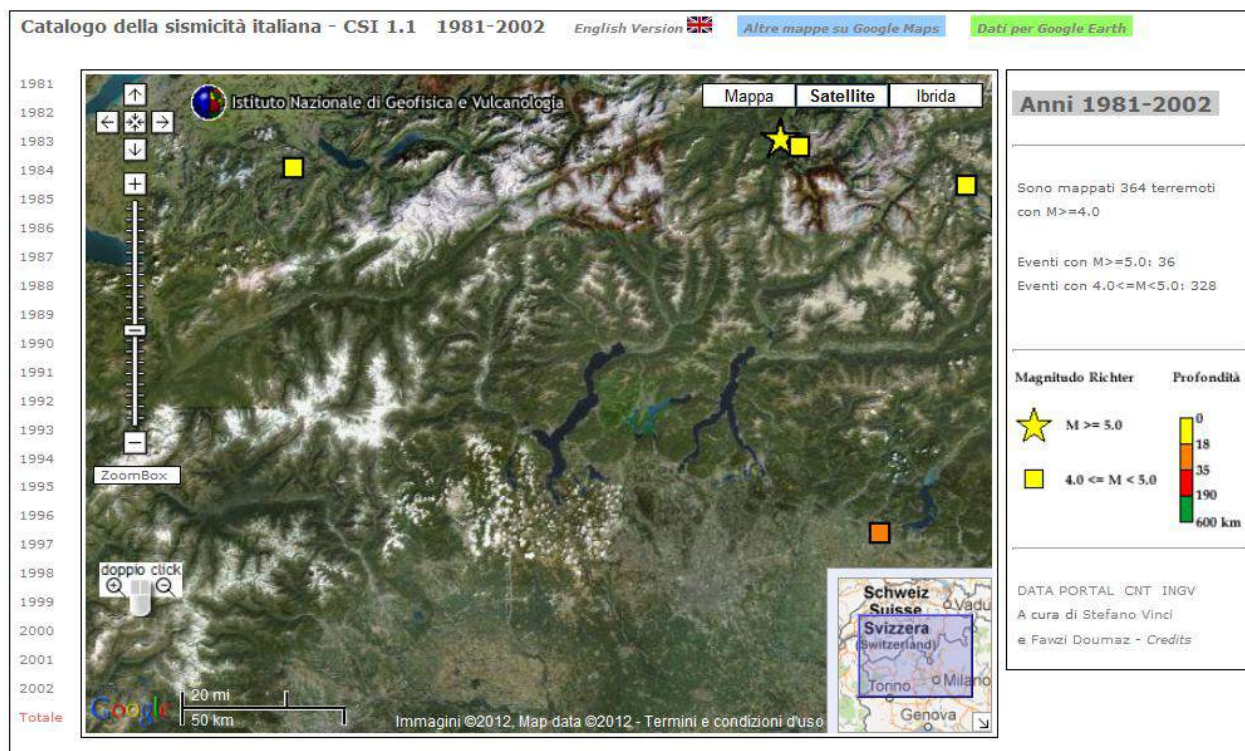 Catalogo della sismicità italiana - CSI 1.1 1981-2002 English Version Altre mappe su Google Maps Dati per Google Earth
1981
1982
1983
1984
1985
1986
1987
1988
1989
1990
1991
1992
1993
1994
1995
1996
1997
1998
1999
2000
2001
2002
Totale
Istituto Nazionale di Geofisica e Vulcanologia
Mappa Satellite Ibrida
ZoomBox
doppio click
Google
20 mi
50 km
Immagini ©2012, Map data ©2012 - Termini e condizioni d'uso
Schweiz
Suisse
Vadu
Svizzera
(Switzerland)
Milano
Torino
Genova
Anni 1981-2002
Sono mappati 364 terremoti
con M>=4.0
Eventi con M>=5.0: 36
Eventi con 4.0<=M<5.0: 328
Magnitudo Richter Profondità
M >= 5.0
4.0 <= M < 5.0
0
18
35
190
600 km
DATA PORTAL CNT INGV
A cura di Stefano Vinci
e Fawzi Doumaz - Credits